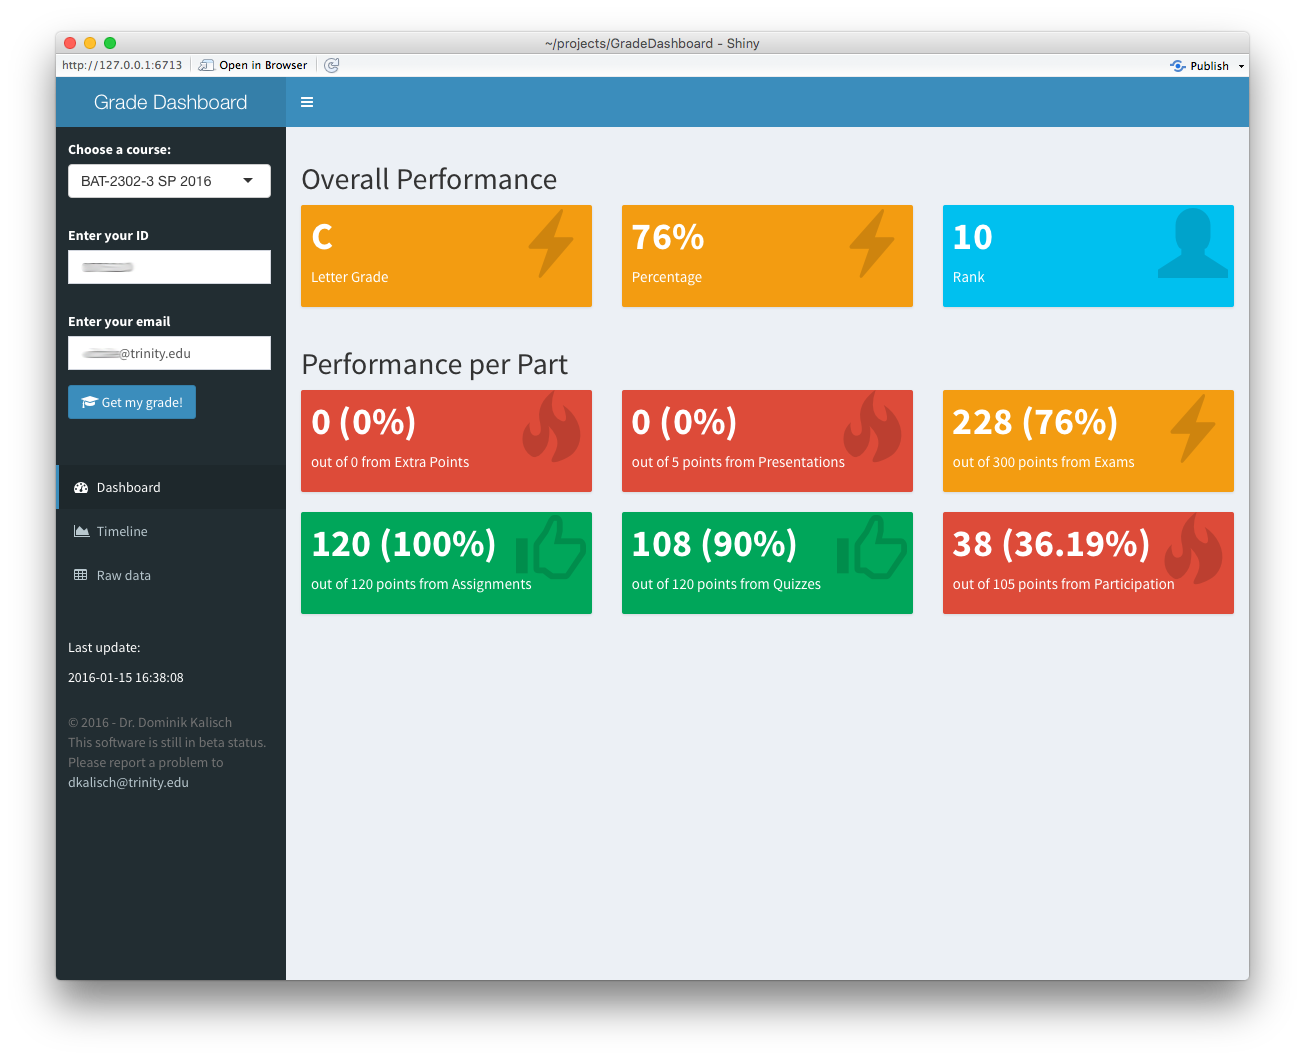 ~/projects/GradeDashboard - Shiny
http://127.0.0.1:6713
Open in Browser
Publish
Grade Dashboard
Choose a course:
BAT-2302-3 SP 2016
Enter your ID
Enter your email
@trinity.edu
Get my grade!
Dashboard
Timeline
Raw data
Last update:
2016-01-15 16:38:08
© 2016 - Dr. Dominik Kalisch
This software is still in beta status.
Please report a problem to
dkalisch@trinity.edu
Overall Performance
C
Letter Grade
76%
Percentage
10
Rank
Performance per Part
0 (0%)
out of 0 from Extra Points
0 (0%)
out of 5 points from Presentations
228 (76%)
out of 300 points from Exams
120 (100%)
out of 120 points from Assignments
108 (90%)
out of 120 points from Quizzes
38 (36.19%)
out of 105 points from Participation